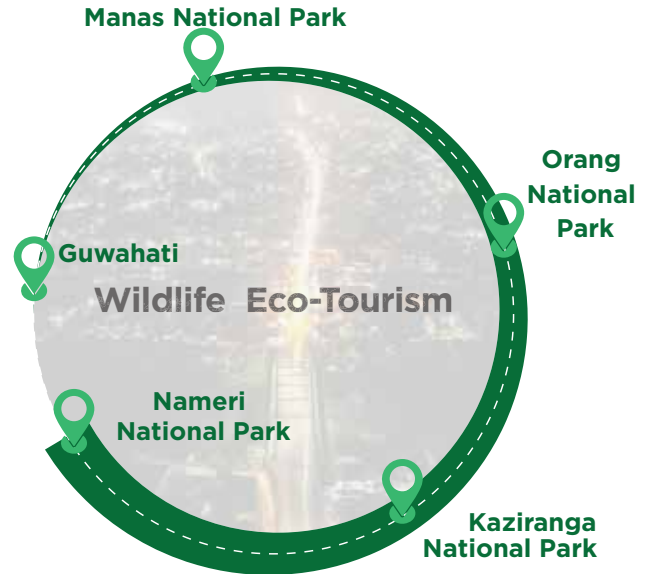 Manas National Park
Orang
National
Park
Guwahati
Wildlife Eco-Tourism
Nameri
National Park
Kaziranga
National Park